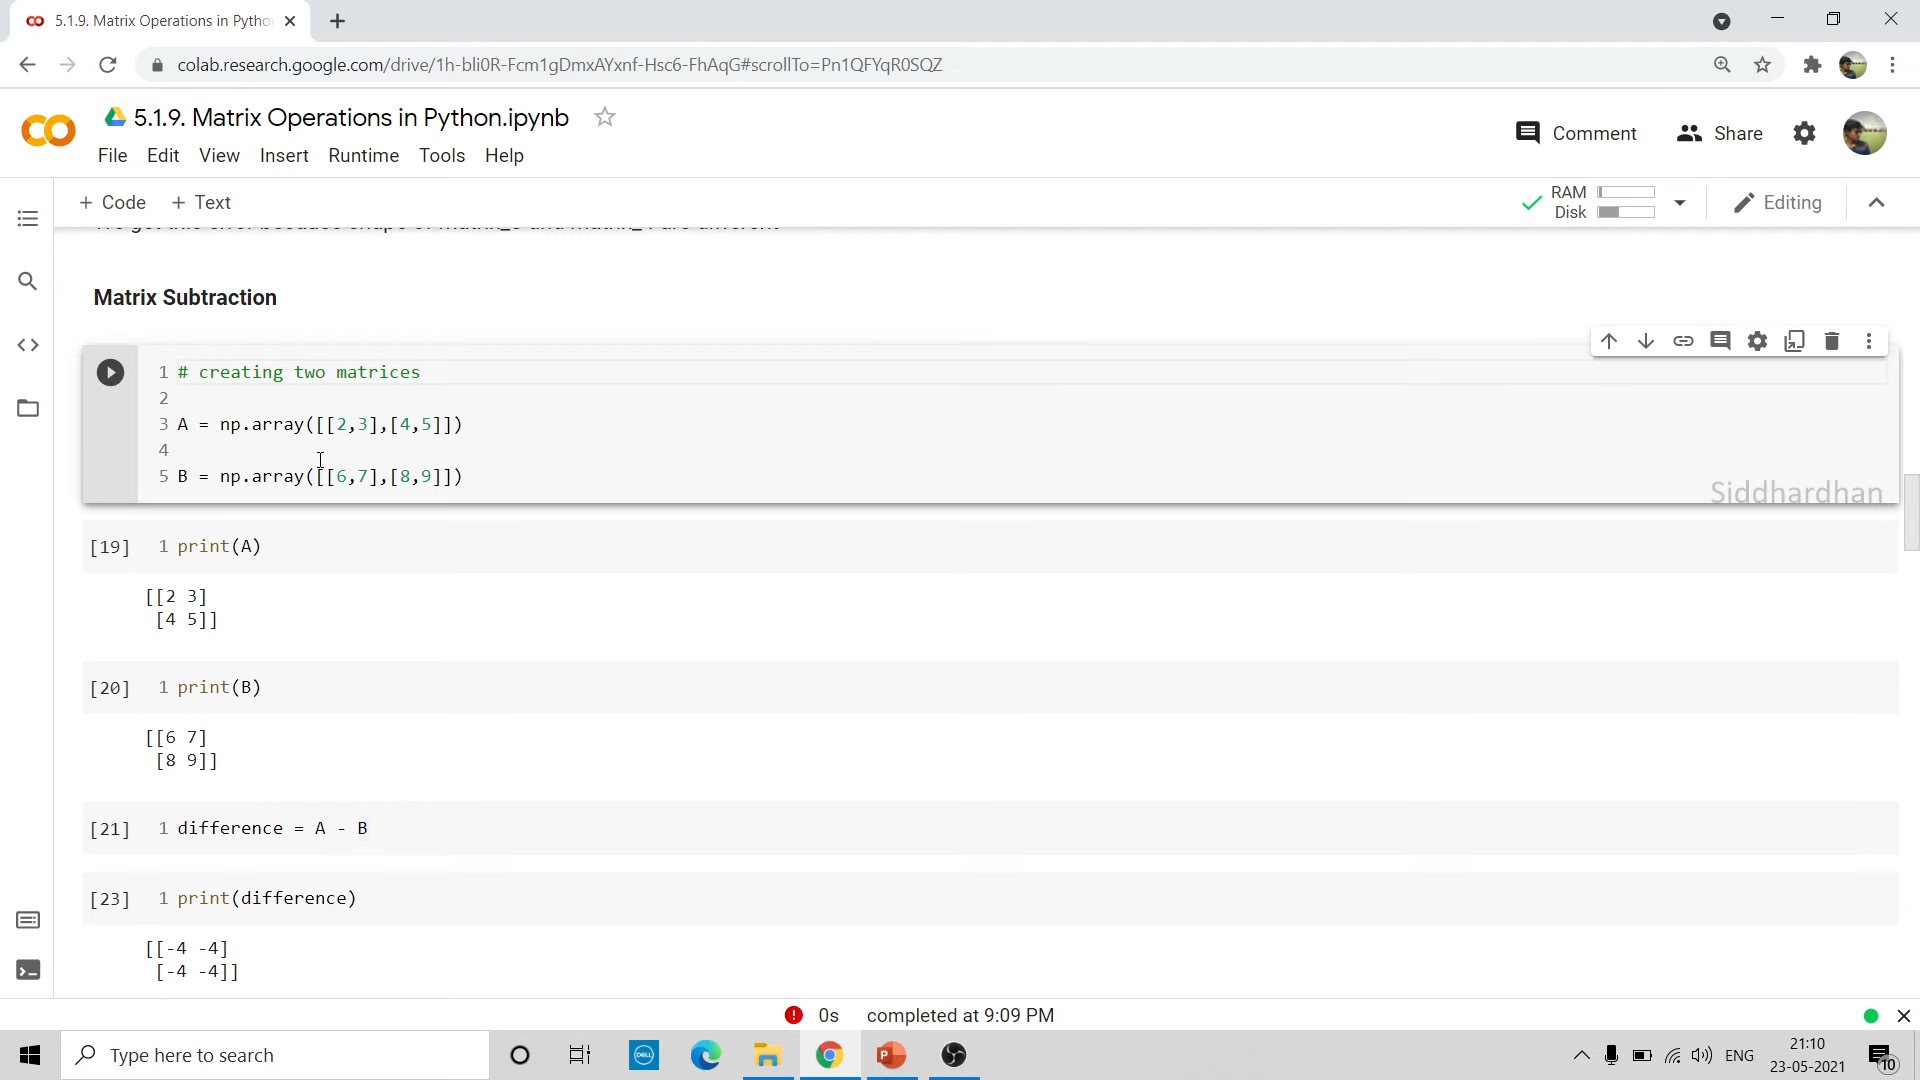 5.1.9. Matrix Operations in Pytho
colab.research.google.com/drive/1h-bli0R-Fcm1gDmxAYxnf-Hsc6-FhAqG#scrollTo=Pn1QFYqR0SQZ
5.1.9. Matrix Operations in Python.ipynb
Comment Share
File Edit View Insert Runtime Tools Help
+ Code + Text
RAM
Disk
Editing
Matrix Subtraction
1 # creating two matrices
2
3 A = np.array([[2,3],[4,5]])
4
5 B = np.array([[6,7],[8,9]])
Siddhardhan
[19] 1 print(A)
[[2 3]
[4 5]]
[20] 1 print(B)
[[6 7]
[8 9]]
[21] 1 difference = A - B
[23] 1 print(difference)
[[-4 -4]
[-4 -4]]
0s completed at 9:09 PM
Type here to search
DELL
ENG
21:10
23-05-2021
10